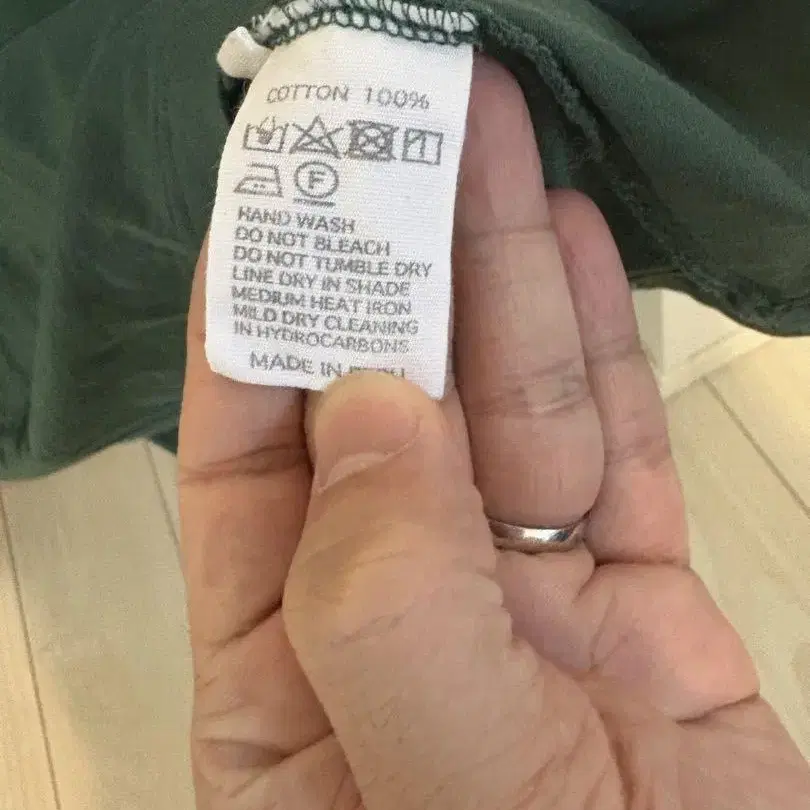 COTTON 100%
F
HAND WASH
DO NOT BLEACH
DO NOT TUMBLE DRY
LINE DRY IN SHADE
MEDIUM HEAT IRON
MILD DRY CLEANING
IN HYDROCARBONS
MADE IN